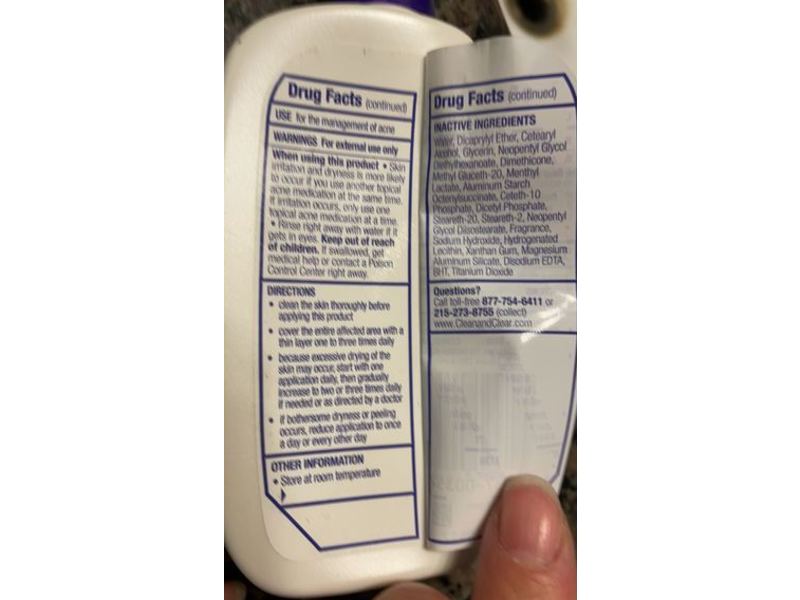 Drug Facts (continued)
USE for the management of acne
WARNINGS For external use only
When using this product • Skin
irritation and dryness is more likely
to occur if you use another topical
acne medication at the same time.
If irritation occurs, only use one
topical acne medication at a time.
• Rinse right away with water if it
gets in eyes. Keep out of reach
of children. If swallowed, get
medical help or contact a Poison
Control Center right away.
DIRECTIONS
• clean the skin thoroughly before
applying this product
• cover the entire affected area with a
thin layer one to three times daily
• because excessive drying of the
skin may occur, start with one
application daily, then gradually
increase to two or three times daily
if needed or as directed by a doctor
• if bothersome dryness or peeling
occurs, reduce application to once
a day or every other day
OTHER INFORMATION
• Store at room temperature
Drug Facts (continued)
INACTIVE INGREDIENTS
Water, Dicaprylyl Ether, Cetearyl
Alcohol, Glycerin, Neopentyl Glycol
Diethylhexanoate, Dimethicone,
Methyl Gluceth-20, Menthyl
Lactate, Aluminum Starch
Octenylsuccinate, Ceteth-10
Phosphate, Dicetyl Phosphate,
Steareth-20, Steareth-2, Neopentyl
Glycol Diisostearate, Fragrance,
Sodium Hydroxide, Hydrogenated
Lecithin, Xanthan Gum, Magnesium
Aluminum Silicate, Disodium EDTA,
BHT, Titanium Dioxide
Questions?
Call toll-free 877-754-6411 or
215-273-8755 (collect)
www.CleanandClear.com